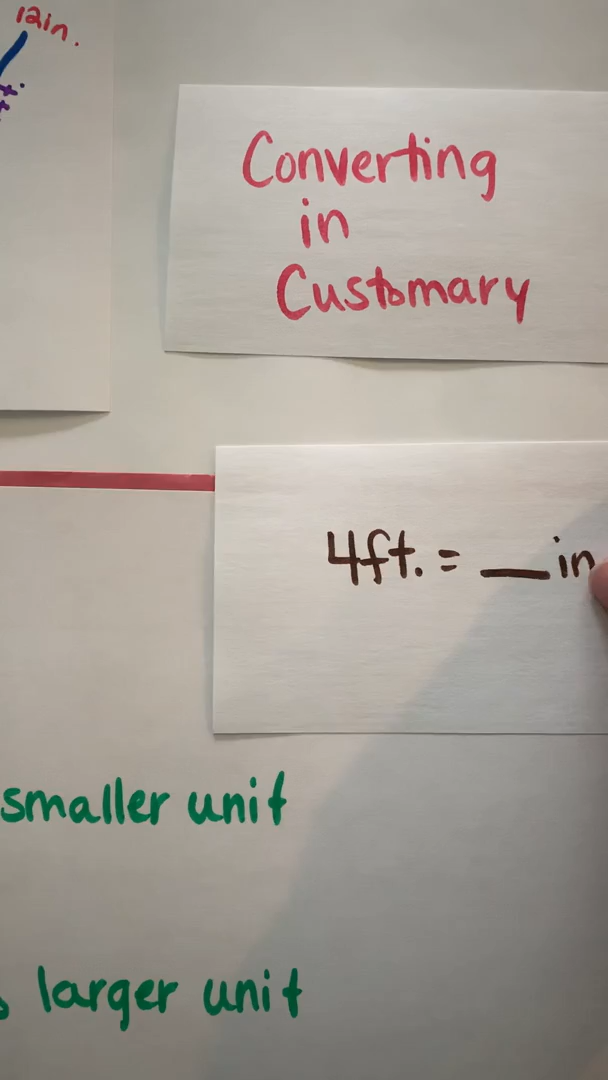 12in.
Converting
in
Customary
4ft. = __ in
smaller unit
larger unit